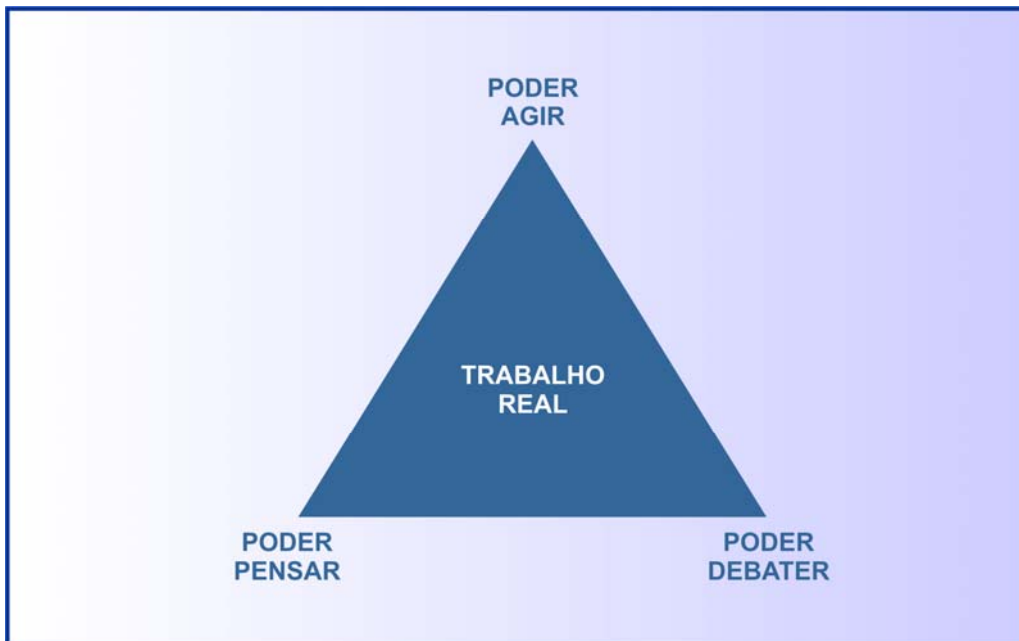 PODER
AGIR
TRABALHO
REAL
PODER
PENSAR
PODER
DEBATER